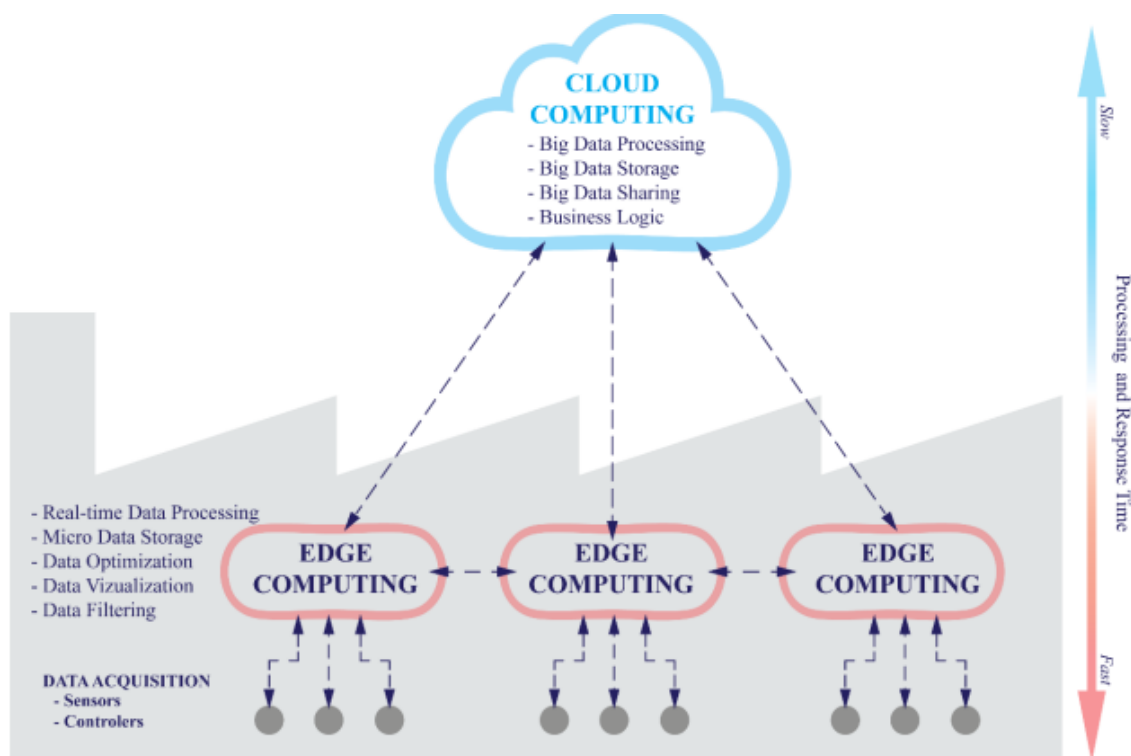 CLOUD
COMPUTING
- Big Data Processing
- Big Data Storage
- Big Data Sharing
- Business Logic
Slow
Processing and Response Time
Fast
- Real-time Data Processing
- Micro Data Storage
- Data Optimization
- Data Vizualization
- Data Filtering
EDGE
COMPUTING
EDGE
COMPUTING
EDGE
COMPUTING
DATA ACQUISITION
- Sensors
- Controlers